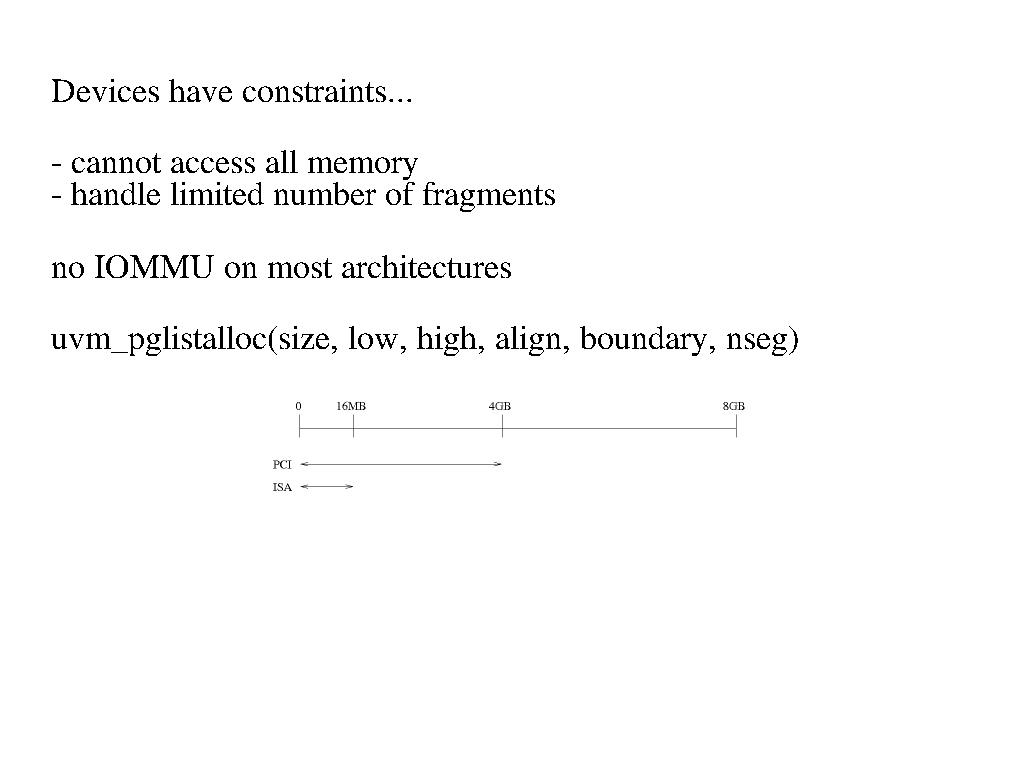 Devices have constraints...
- cannot access all memory
- handle limited number of fragments
no IOMMU on most architectures
uvm_pglistalloc(size, low, high, align, boundary, nseg)
0 16MB 4GB 8GB
PCI
ISA